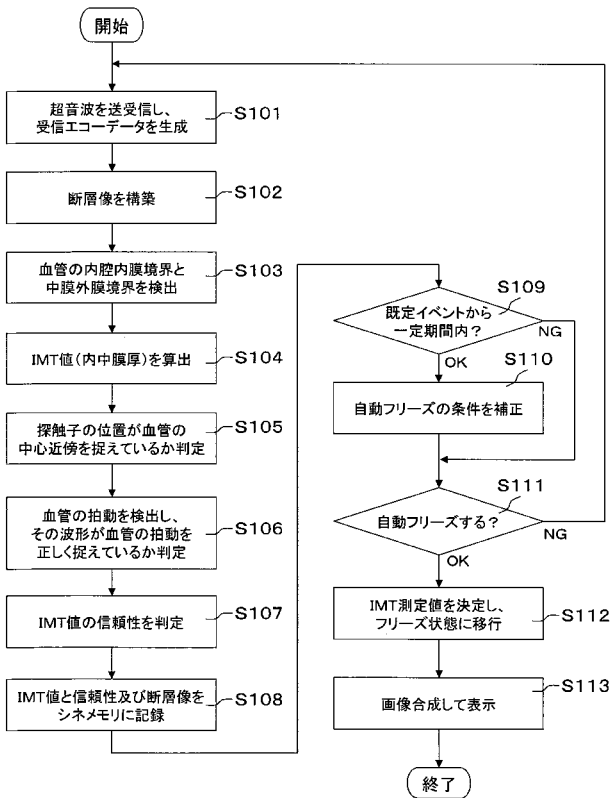 開始
超音波を送受信し、
受信エコーデータを生成
S101
断層像を構築
S102
血管の内腔内膜境界と
中膜外膜境界を検出
S103
IMT値(内中膜厚)を算出
S104
探触子の位置が血管の
中心近傍を捉えているか判定
S105
血管の拍動を検出し、
その波形が血管の拍動を
正しく捉えているか判定
S106
IMT値の信頼性を判定
S107
IMT値と信頼性及び断層像を
シネメモリに記録
S108
既定イベントから
一定期間内?
S109
NG
OK
自動フリーズの条件を補正
S110
自動フリーズする?
S111
NG
OK
IMT測定値を決定し、
フリーズ状態に移行
S112
画像合成して表示
S113
終了